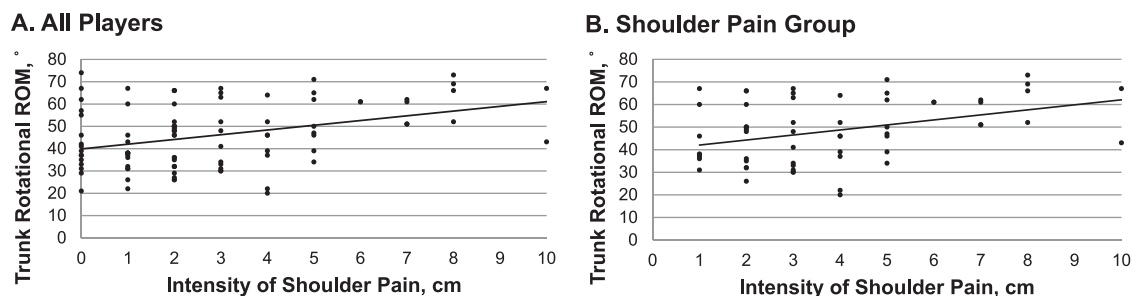 A. All Players
Trunk Rotational ROM, °
80
70
60
50
40
30
20
10
0
0 1 2 3 4 5 6 7 8 9 10
Intensity of Shoulder Pain, cm
B. Shoulder Pain Group
Trunk Rotational ROM, °
80
70
60
50
40
30
20
10
0
0 1 2 3 4 5 6 7 8 9 10
Intensity of Shoulder Pain, cm